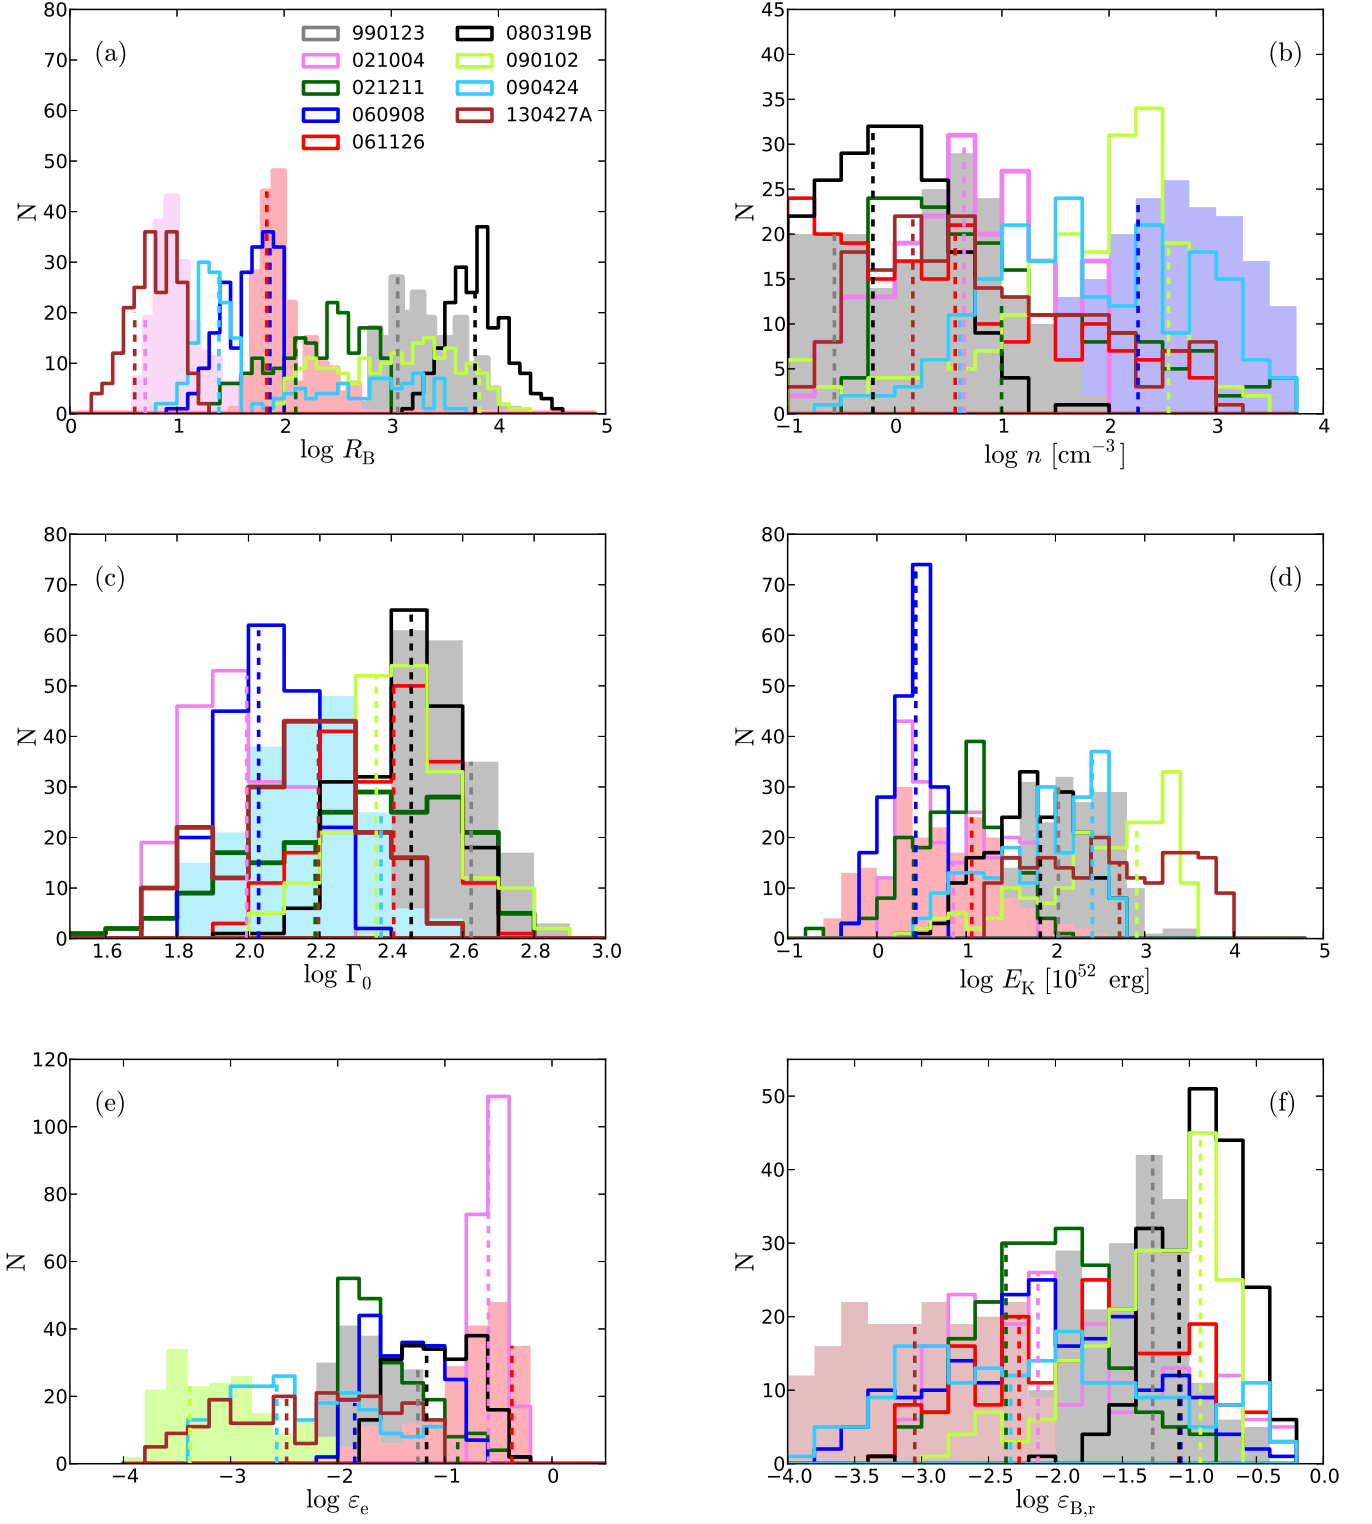 80
70
60
50
40
30
20
10
0
N
(a)
990123
021004
021211
060908
061126
080319B
090102
090424
130427A
0 1 2 3 4 5
log R_B
45
40
35
30
25
20
15
10
5
0
N
(b)
−1 0 1 2 3 4
log n [cm⁻³]
80
70
60
50
40
30
20
10
0
N
(c)
1.6 1.8 2.0 2.2 2.4 2.6 2.8 3.0
log Γ₀
80
70
60
50
40
30
20
10
0
N
(d)
−1 0 1 2 3 4 5
log E_K [10⁵² erg]
120
100
80
60
40
20
0
N
(e)
−4 −3 −2 −1 0
log ε_e
50
40
30
20
10
0
N
(f)
−4.0 −3.5 −3.0 −2.5 −2.0 −1.5 −1.0 −0.5 0.0
log ε_B,r